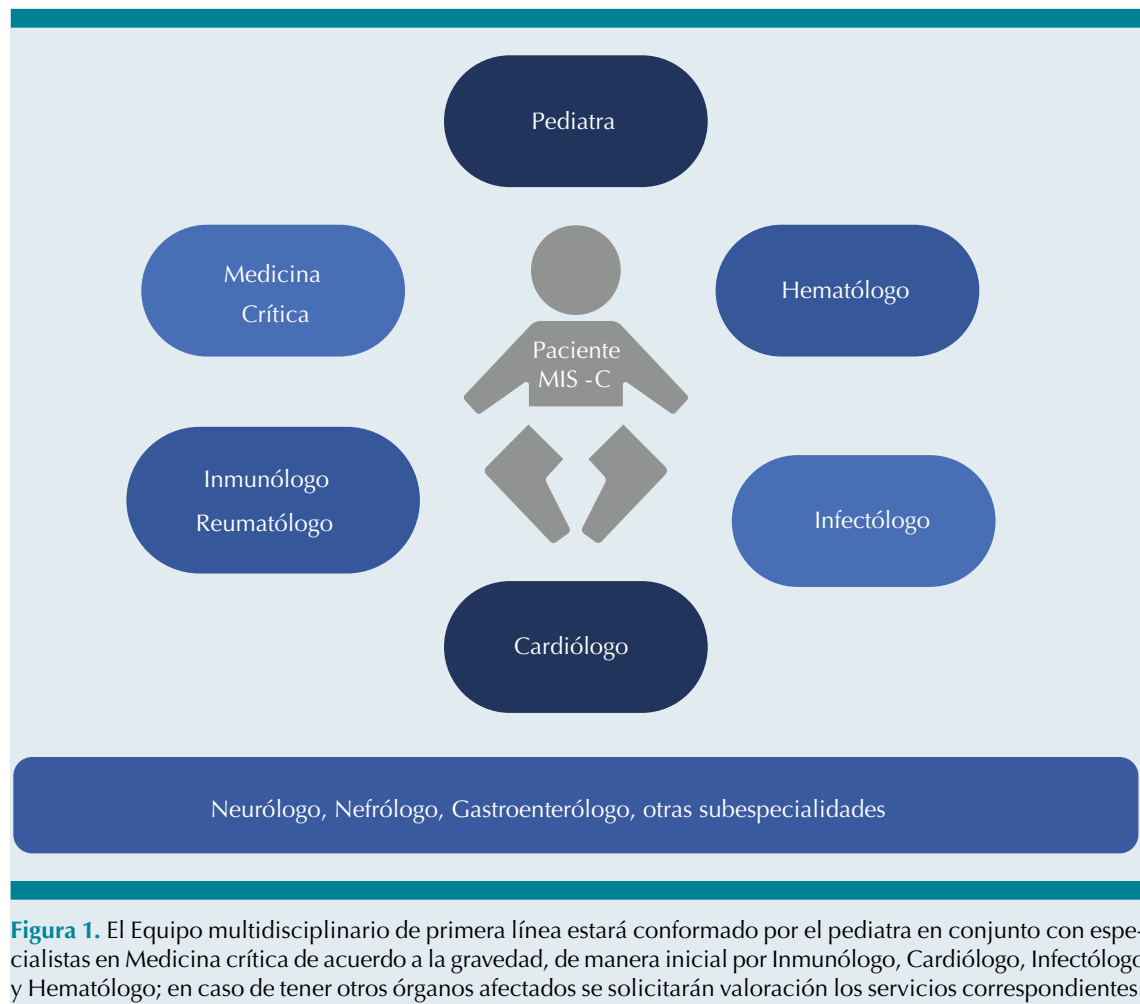 Pediatra
Medicina
Crítica
Hematólogo
Paciente
MIS -C
Inmunólogo
Reumatólogo
Infectólogo
Cardiólogo
Neurólogo, Nefrólogo, Gastroenterólogo, otras subespecialidades
Figura 1. El Equipo multidisciplinario de primera línea estará conformado por el pediatra en conjunto con espe-
cialistas en Medicina crítica de acuerdo a la gravedad, de manera inicial por Inmunólogo, Cardiólogo, Infectólogo
y Hematólogo; en caso de tener otros órganos afectados se solicitarán valoración los servicios correspondientes